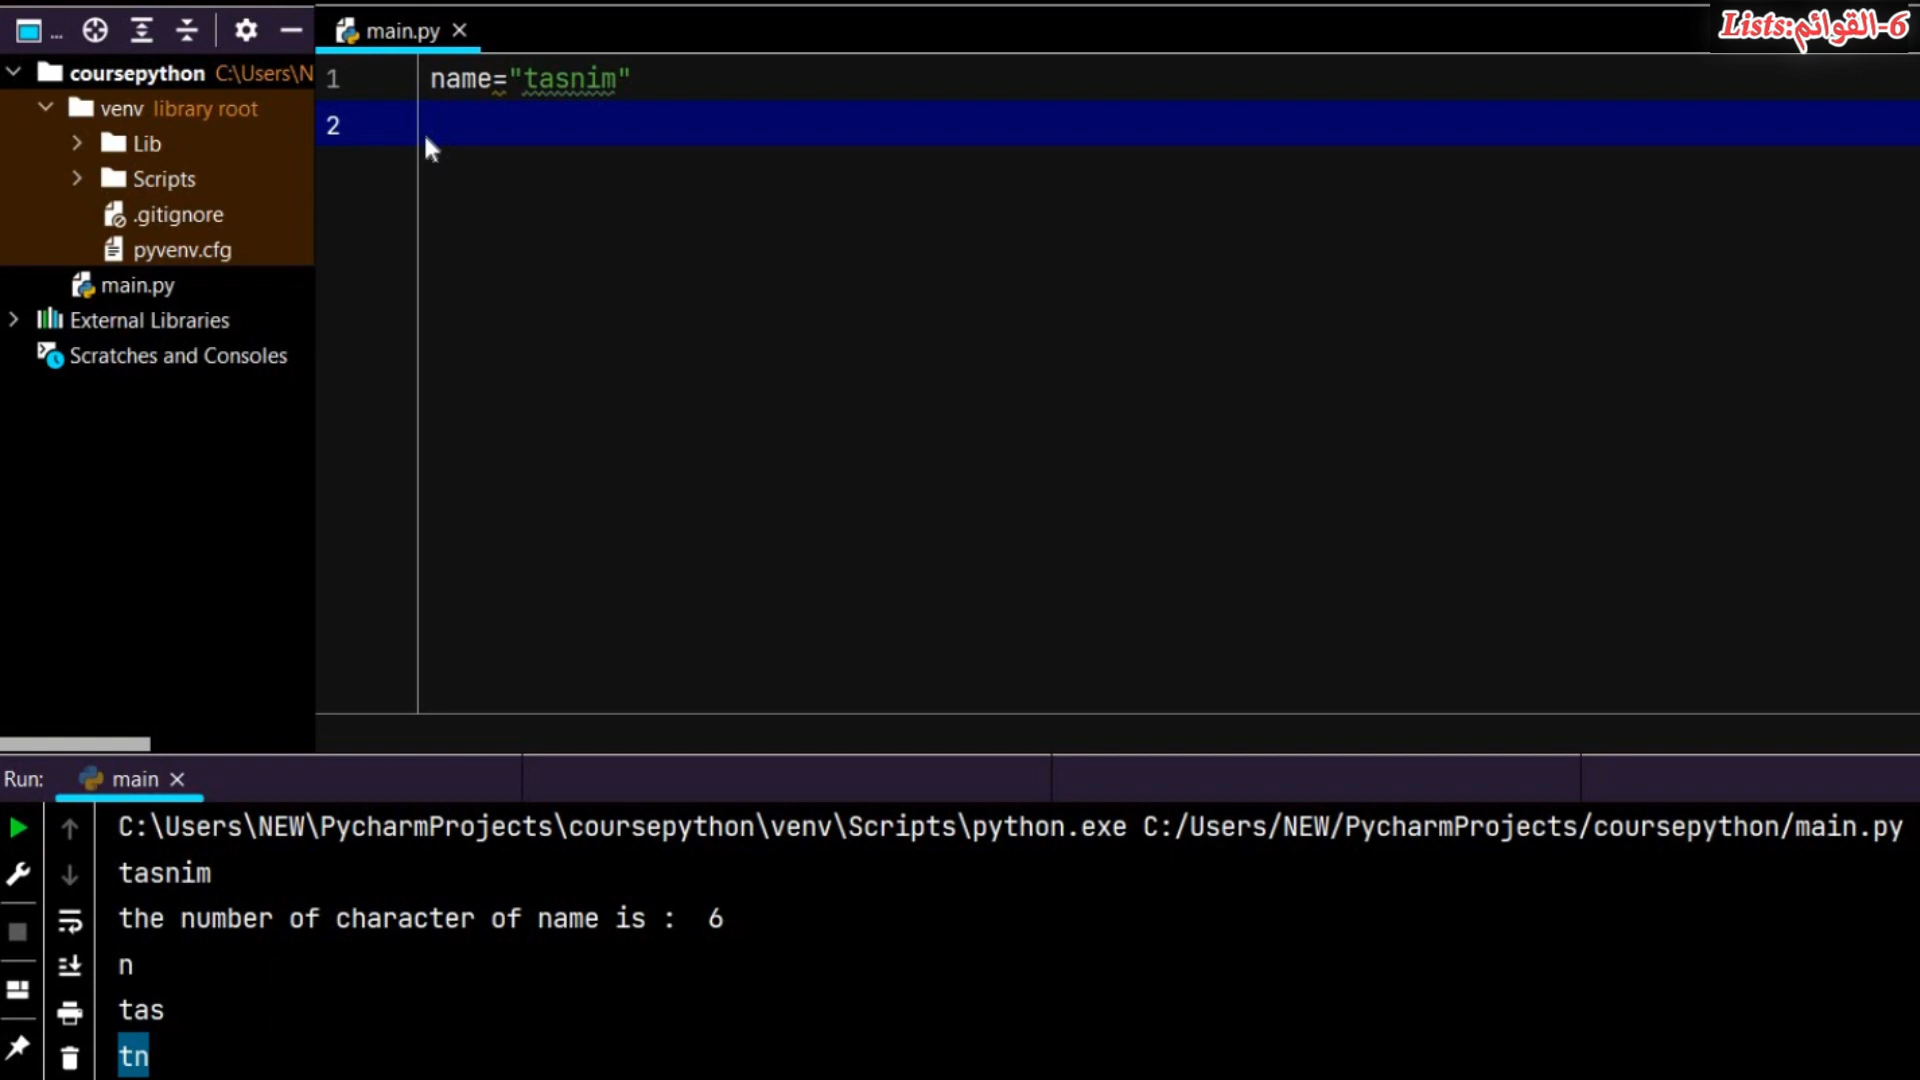 ...
main.py
6-القوائم:Lists
coursepython C:\Users\N
venv library root
Lib
Scripts
.gitignore
pyvenv.cfg
main.py
External Libraries
Scratches and Consoles
1 name="tasnim"
2
Run: main
C:\Users\NEW\PycharmProjects\coursepython\venv\Scripts\python.exe C:/Users/NEW/PycharmProjects/coursepython/main.py
tasnim
the number of character of name is :  6
n
tas
tn